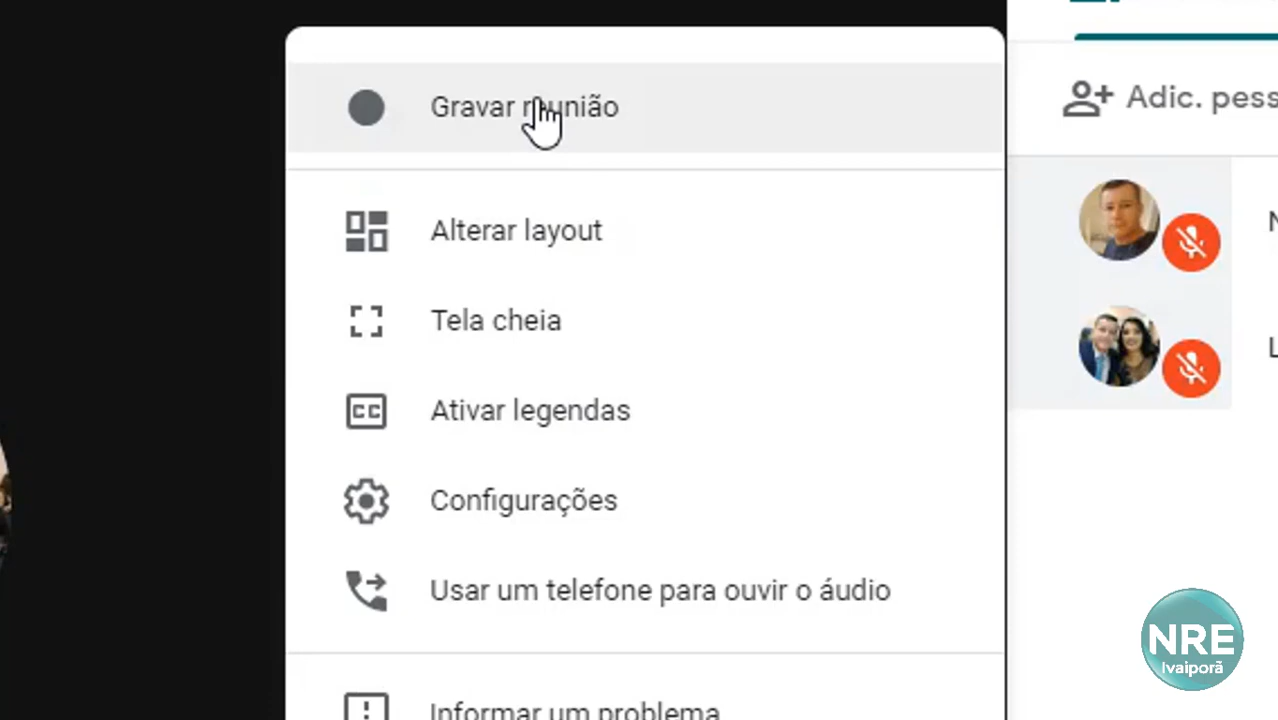 Gravar reunião
Alterar layout
Tela cheia
CC
Ativar legendas
Configurações
Usar um telefone para ouvir o áudio
Informar um problema
Adic. pess
N
L
NRE
Ivaiporã